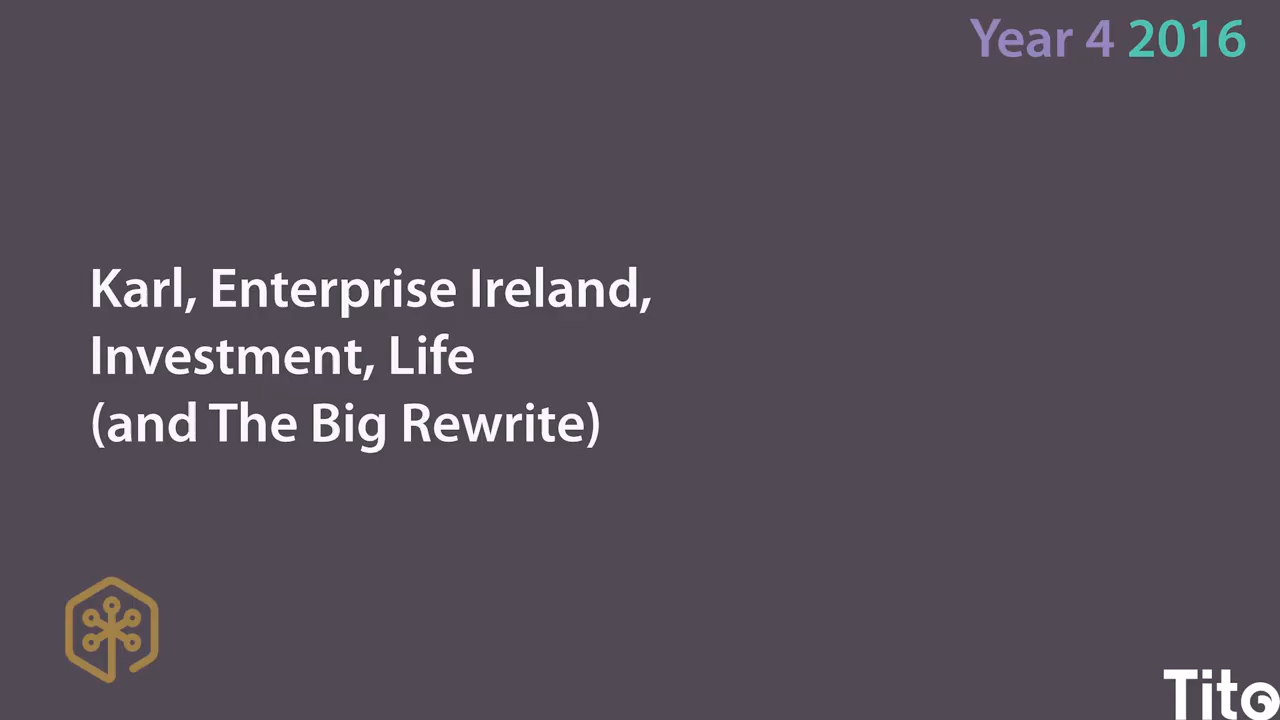 Year 4 2016
Karl, Enterprise Ireland,
Investment, Life
(and The Big Rewrite)
Tito